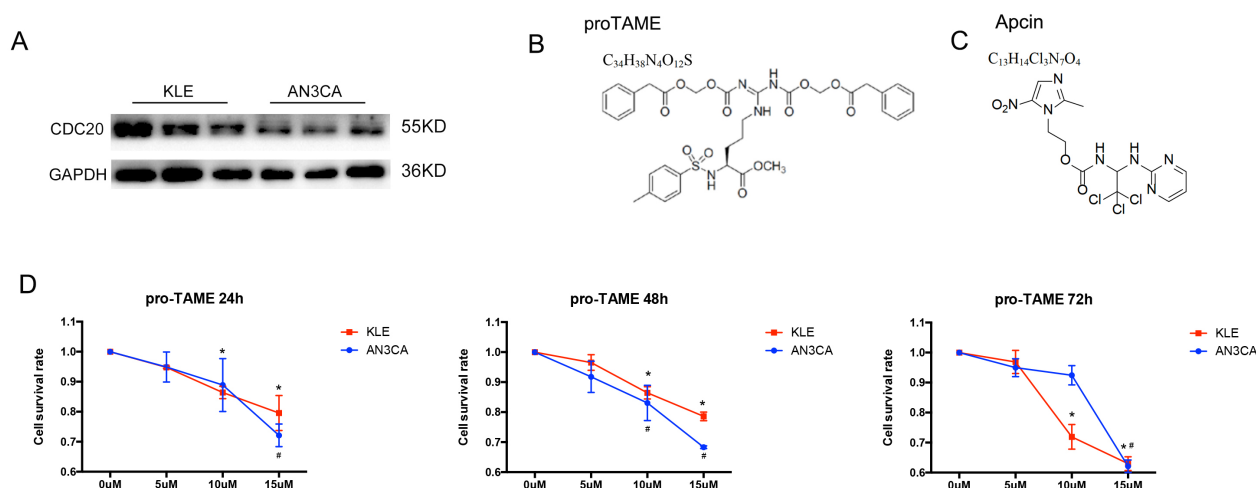 A
KLE
AN3CA
CDC20
55KD
GAPDH
36KD
B
proTAME
C34H38N4O12S
O
O
O
O
N
NH
O
O
O
O
NH
O
O
S
N
H
OCH3
O
C
Apcin
C13H14Cl3N7O4
N
O2N
N
O
H
N
H
N
N
O
N
Cl
Cl
Cl
D
pro-TAME 24h
1.1
1.0
0.9
0.8
0.7
0.6
Cell survival rate
0uM
5uM
10uM
15uM
*
*
#
KLE
AN3CA
pro-TAME 48h
1.1
1.0
0.9
0.8
0.7
0.6
Cell survival rate
0uM
5uM
10uM
15uM
*
*
#
#
KLE
AN3CA
pro-TAME 72h
1.1
1.0
0.9
0.8
0.7
0.6
Cell survival rate
0uM
5uM
10uM
15uM
*
* #
KLE
AN3CA